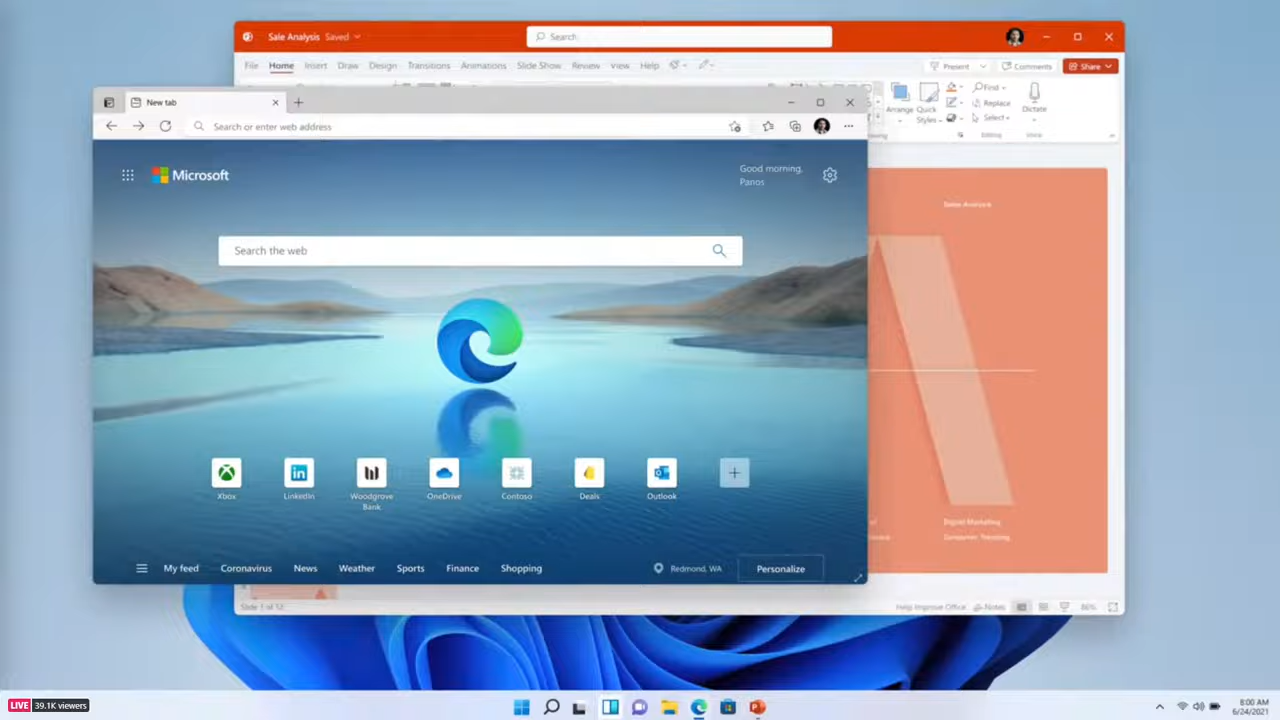 Sale Analysis Saved
Search
File Home Insert Draw Design Transitions Animations Slide Show Review View Help
Present Comments Share
New tab
Search or enter web address
Arrange
Quick
Styles
Find
Replace
Select
Dictate
Editing
Voice
Microsoft
Good morning,
Panos
Search the web
Sales Analysis
Xbox
LinkedIn
Woodgrove
Bank
OneDrive
Contoso
Deals
Outlook
Digital Marketing
Consumer, Trending,
My feed Coronavirus News Weather Sports Finance Shopping
Redmond, WA
Personalize
Slide 1 of 12
Help Improve Office Notes 86%
LIVE 39.1K viewers
8:00 AM
6/24/2021